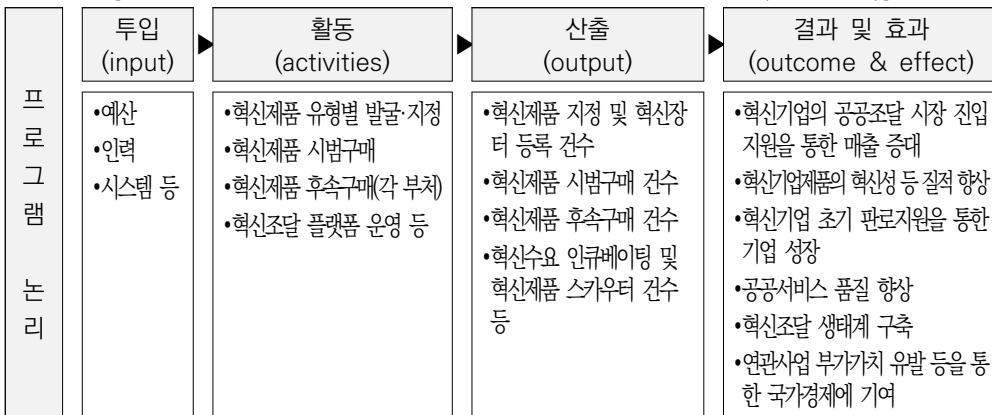 프로그램 논리
투입
(input)
활동
(activities)
산출
(output)
결과 및 효과
(outcome & effect)
•예산
•인력
•시스템 등
•혁신제품 유형별 발굴·지정
•혁신제품 시범구매
•혁신제품 후속구매(각 부처)
•혁신조달 플랫폼 운영 등
•혁신제품 지정 및 혁신장
터 등록 건수
•혁신제품 시범구매 건수
•혁신제품 후속구매 건수
•혁신수요 인큐베이팅 및
혁신제품 스카우터 건수
등
•혁신기업의 공공조달 시장 진입
지원을 통한 매출 증대
•혁신기업제품의 혁신성 등 질적 향상
•혁신기업 초기 판로지원을 통한
기업 성장
•공공서비스 품질 향상
•혁신조달 생태계 구축
•연관사업 부가가치 유발 등을 통
한 국가경제에 기여